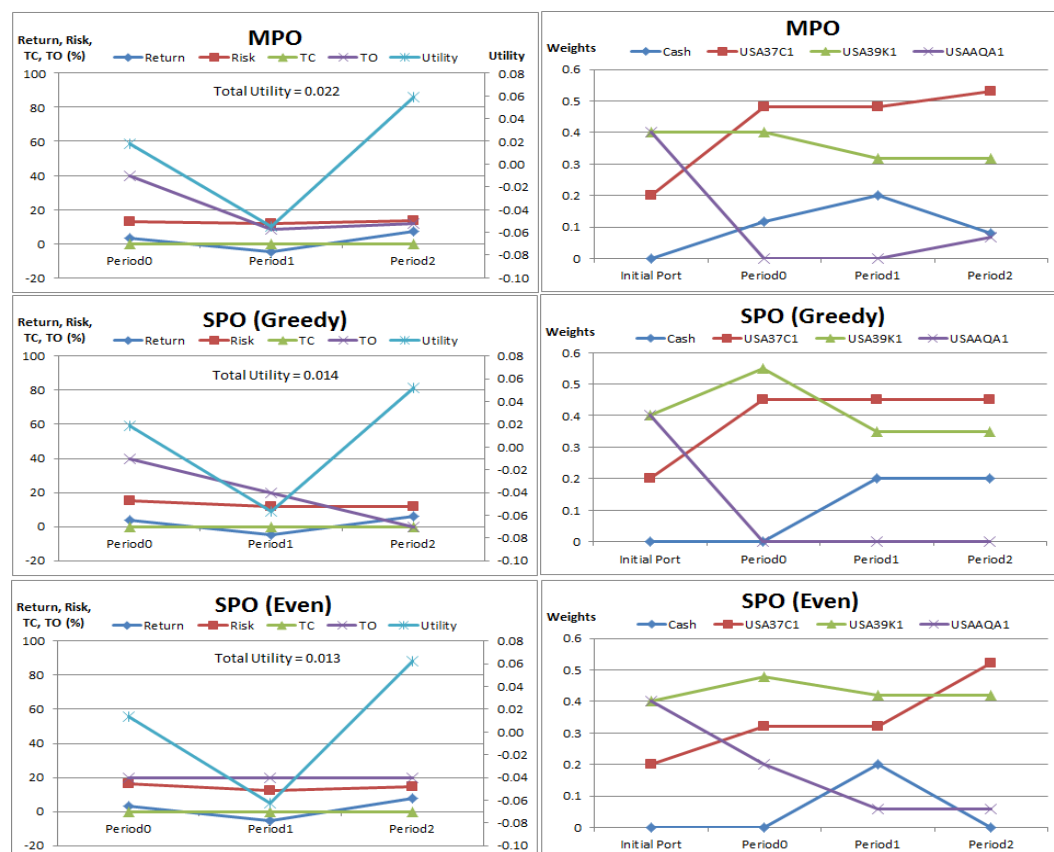 MPO
Return, Risk,
TC, TO (%)
Return Risk TC TO Utility
Utility
Total Utility = 0.022
100
80
60
40
20
0
-20
0.08
0.06
0.04
0.02
0.00
-0.02
-0.04
-0.06
-0.08
-0.10
Period0 Period1 Period2
MPO
Weights
Cash USA37C1 USA39K1 USAAQA1
0.6
0.5
0.4
0.3
0.2
0.1
0
Initial Port Period0 Period1 Period2
SPO (Greedy)
Return, Risk,
TC, TO (%)
Return Risk TC TO Utility
Total Utility = 0.014
100
80
60
40
20
0
-20
0.08
0.06
0.04
0.02
0.00
-0.02
-0.04
-0.06
-0.08
-0.10
Period0 Period1 Period2
SPO (Greedy)
Weights
Cash USA37C1 USA39K1 USAAQA1
0.6
0.5
0.4
0.3
0.2
0.1
0
Initial Port Period0 Period1 Period2
SPO (Even)
Return, Risk,
TC, TO (%)
Return Risk TC TO Utility
Total Utility = 0.013
100
80
60
40
20
0
-20
0.08
0.06
0.04
0.02
0.00
-0.02
-0.04
-0.06
-0.08
-0.10
Period0 Period1 Period2
SPO (Even)
Weights
Cash USA37C1 USA39K1 USAAQA1
0.6
0.5
0.4
0.3
0.2
0.1
0
Initial Port Period0 Period1 Period2